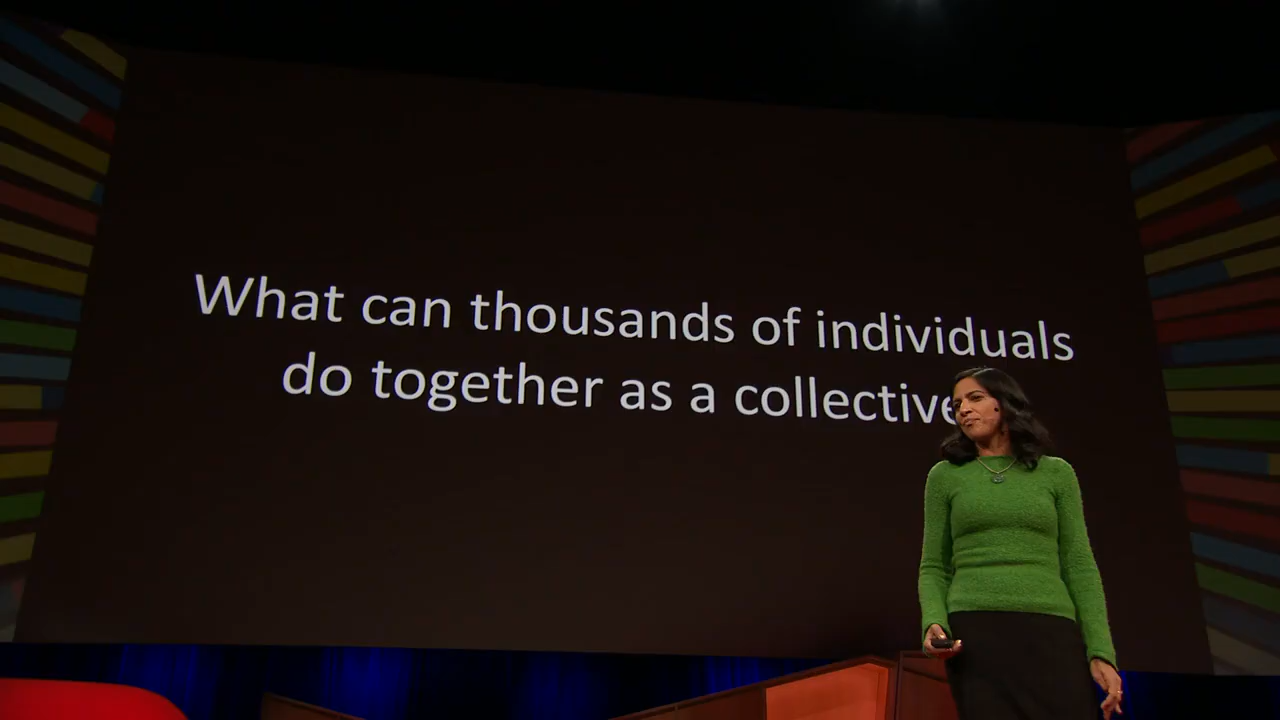 What can thousands of individuals
do together as a collective